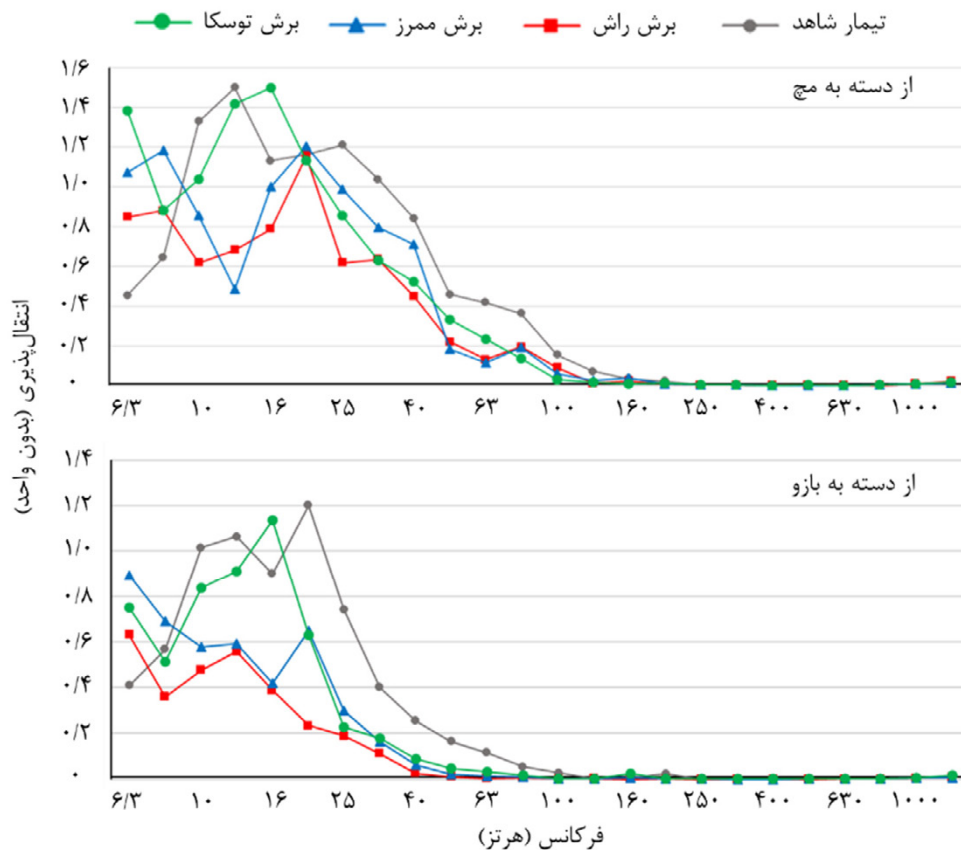 تیمار شاهد برش راش برش ممرز برش توسکا
از دسته به مچ
۱/۶
۱/۴
۱/۲
۱/۰
۰/۸
۰/۶
۰/۴
۰/۲
۰
۶/۳ ۱۰ ۱۶ ۲۵ ۴۰ ۶۳ ۱۰۰ ۱۶۰ ۲۵۰ ۴۰۰ ۶۳۰ ۱۰۰۰
انتقال‌پذیری (بدون واحد)
از دسته به بازو
۱/۴
۱/۲
۱/۰
۰/۸
۰/۶
۰/۴
۰/۲
۰
۶/۳ ۱۰ ۱۶ ۲۵ ۴۰ ۶۳ ۱۰۰ ۱۶۰ ۲۵۰ ۴۰۰ ۶۳۰ ۱۰۰۰
فرکانس (هرتز)